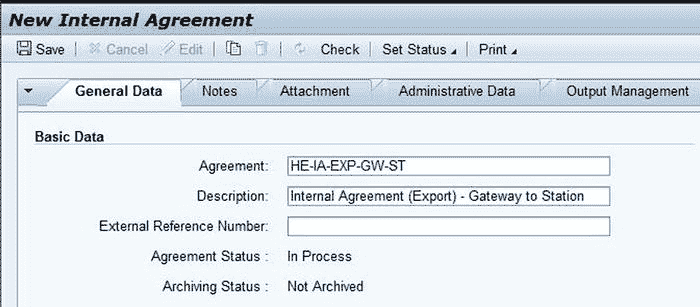 New Internal Agreement
Save Cancel Edit Check Set Status Print
General Data Notes Attachment Administrative Data Output Management
Basic Data
Agreement: HE-IA-EXP-GW-ST
Description: Internal Agreement (Export) - Gateway to Station
External Reference Number:
Agreement Status : In Process
Archiving Status : Not Archived